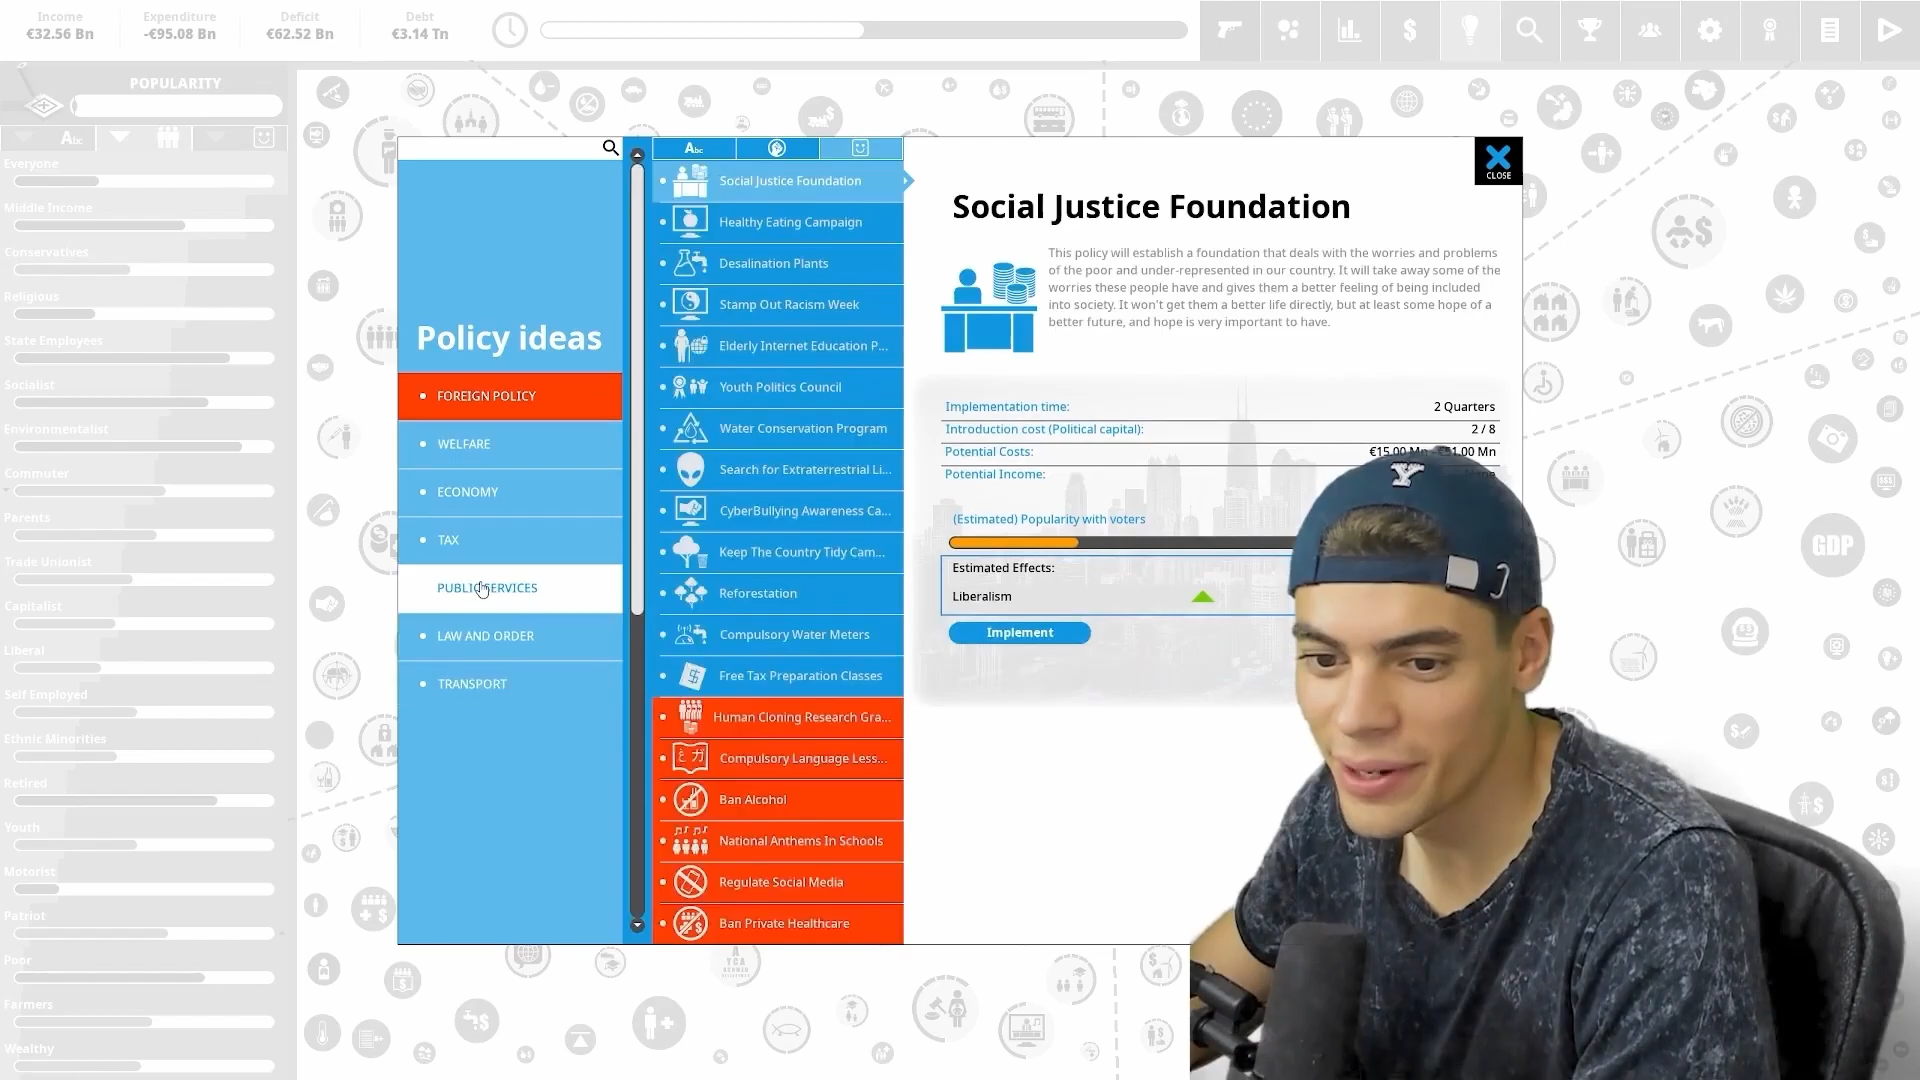 Income
€32.56 Bn
Expenditure
-€95.08 Bn
Deficit
€62.52 Bn
Debt
€3.14 Tn
POPULARITY
Abc
Everyone
Middle Income
Conservatives
Religious
State Employees
Socialist
Environmentalist
Commuter
Parents
Trade Unionist
Capitalist
Liberal
Self Employed
Ethnic Minorities
Retired
Youth
Motorist
Patriot
Poor
Farmers
Wealthy
Policy ideas
FOREIGN POLICY
WELFARE
ECONOMY
TAX
PUBLIC SERVICES
LAW AND ORDER
TRANSPORT
Abc
Social Justice Foundation
Healthy Eating Campaign
Desalination Plants
Stamp Out Racism Week
Elderly Internet Education P...
Youth Politics Council
Water Conservation Program
Search for Extraterrestrial Li...
CyberBullying Awareness Ca...
Keep The Country Tidy Cam...
Reforestation
Compulsory Water Meters
Free Tax Preparation Classes
Human Cloning Research Gra...
Compulsory Language Less...
Ban Alcohol
National Anthems In Schools
Regulate Social Media
Ban Private Healthcare
CLOSE
Social Justice Foundation
This policy will establish a foundation that deals with the worries and problems
of the poor and under-represented in our country. It will take away some of the
worries these people have and gives them a better feeling of being included
into society. It won't get them a better life directly, but at least some hope of a
better future, and hope is very important to have.
Implementation time: 2 Quarters
Introduction cost (Political capital): 2 / 8
Potential Costs: €15.00 Mn - €51.00 Mn
Potential Income:
(Estimated) Popularity with voters
Estimated Effects:
Liberalism
Implement
GDP
Y